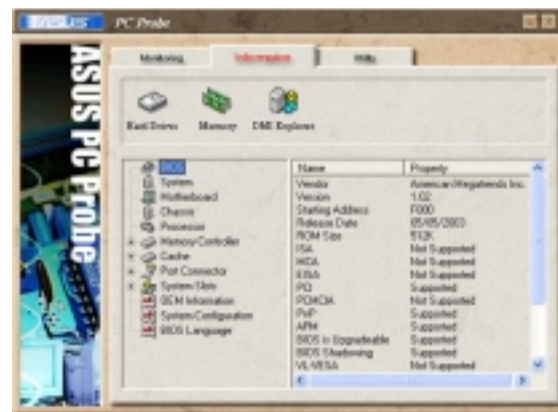 ASUS
PC Probe
ASUS PC Probe
Monitoring
Information
Utility
Hard Drives
Memory
DMI Explorer
BIOS
System
Motherboard
Chassis
Processor
Memory Controller
Cache
Port Connector
System Slots
OEM Information
System Configuration
BIOS Language
Name Property
Vendor American Megatrends Inc.
Version 1.02
Starting Address F000
Release Date 05/05/2003
ROM Size 512K
ISA Not Supported
MCA Not Supported
EISA Not Supported
PCI Supported
PCMCIA Not Supported
PnP Supported
APM Supported
BIOS is Upgradeable Supported
BIOS Shadowing Supported
VL-VESA Not Supported